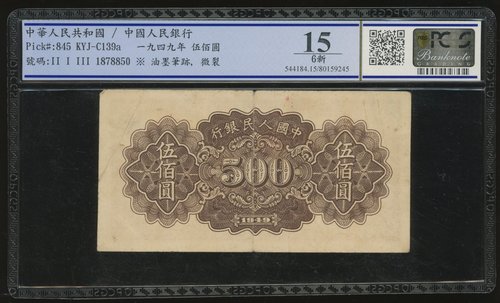 中華人民共和國 / 中國人民銀行
Pick#:845 KYJ-C139a 一九四九年 伍佰圓
號碼:II I III 1878850 ※ 油墨筆跡，微裂
15
6新
544184.15/80159245
PCGS
Banknote
GRADING
行銀民人國中
伍佰圓
500
伍佰圓
1949